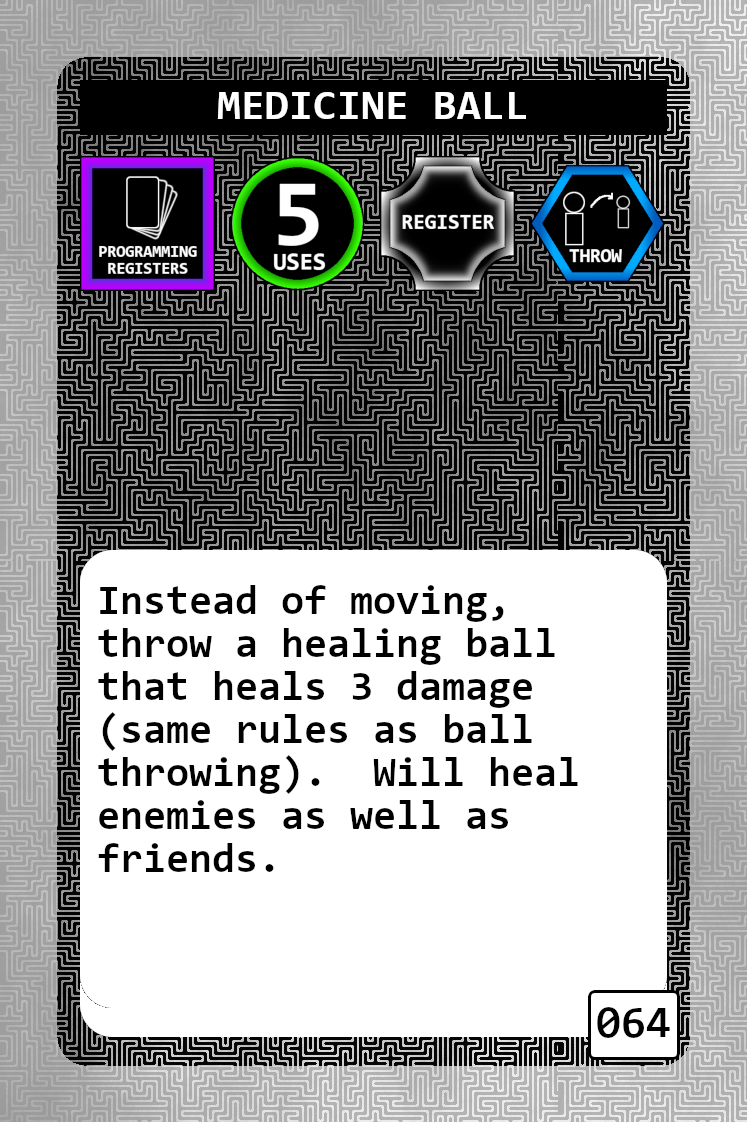 MEDICINE BALL
PROGRAMMING
REGISTERS
5
USES
REGISTER
THROW
Instead of moving,
throw a healing ball
that heals 3 damage
(same rules as ball
throwing).  Will heal
enemies as well as
friends.
064